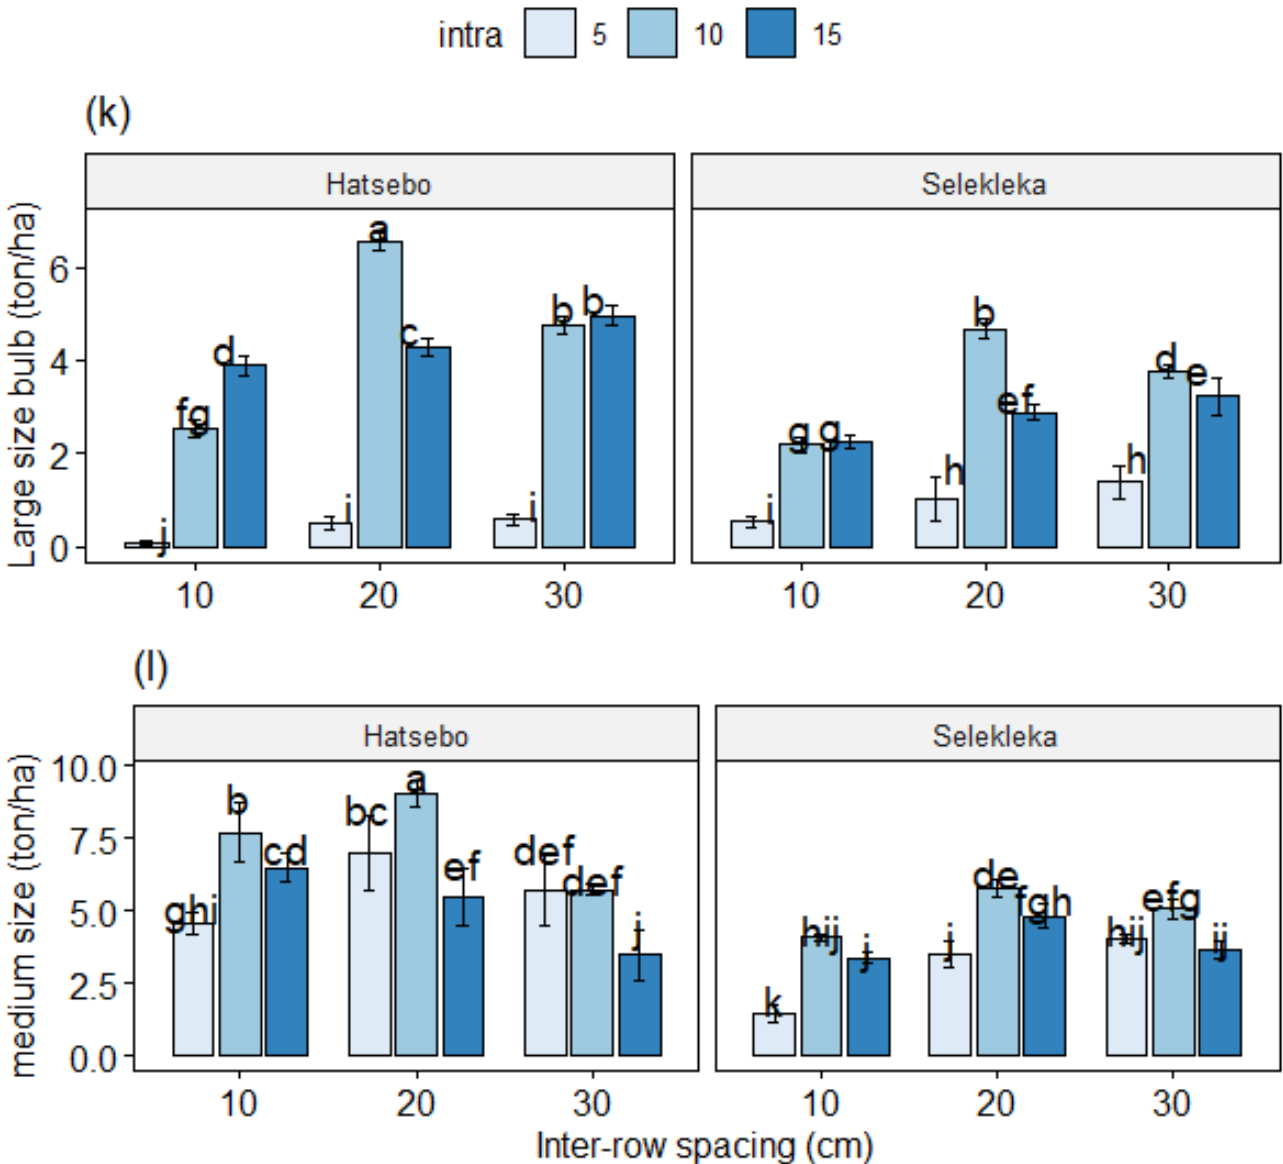 intra 5 10 15
(k)
Hatsebo Selekleka
Large size bulb (ton/ha)
6
4
2
0
j fg d i a c i b b
i g g h b ef h d e
10 20 30 10 20 30
(l)
Hatsebo Selekleka
medium size (ton/ha)
10.0
7.5
5.0
2.5
0.0
ghi b cd bc a ef def def j
k hij j j de fgh hij efg ij
10 20 30 10 20 30
Inter-row spacing (cm)